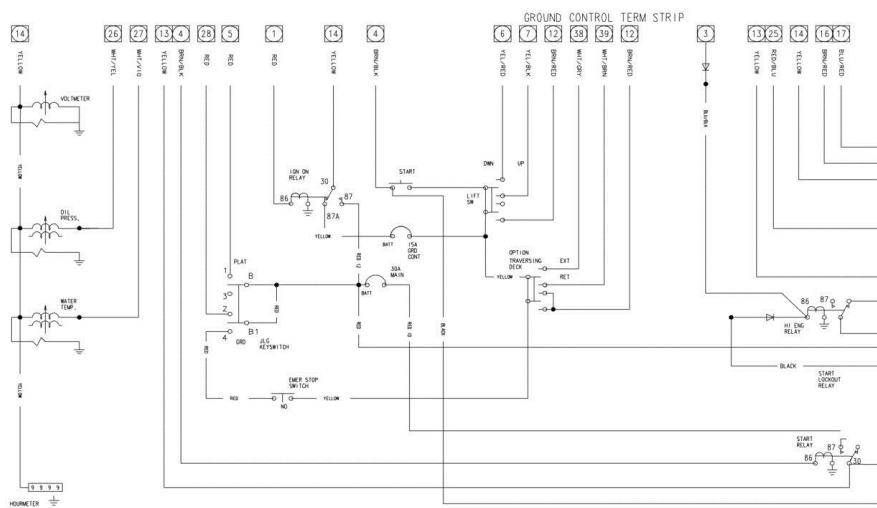 GROUND CONTROL TERM STRIP
14 26 27 13 4 28 5 1 14 4 6 7 12 38 39 12 3 13 25 14 16 17
YELLOW WHT/YEL WHT/VIO YELLOW BRN/BLK RED RED RED YELLOW BRN/BLK YEL/RED YEL/BLK BRN/RED WHT/GRY WHT/BRN BRN/RED YELLOW RED/BLU YELLOW BRN/RED BLU/RED
VOLTMETER
YELLOW
DWN UP
IGN ON
RELAY
START
30
86 87
87A
LIFT
SW
OIL
PRESS.
YELLOW
BATT
15A
GRD
CONT
RED 12
OPTION
TRAVERSING
DECK
EXT
RET
YELLOW
PLAT
1 B
3
2
4 B1
GRD
JLG
KEYSWITCH
RED
30A
MAIN
BATT
RED
RED 10
BLACK
WATER
TEMP.
86 87
HI ENG
RELAY
RED
BLACK
START
LOCKOUT
RELAY
EMER STOP
SWITCH
RED
NO
YELLOW
YELLOW
START
RELAY
87
86 30
9 9 9 9
HOURMETER